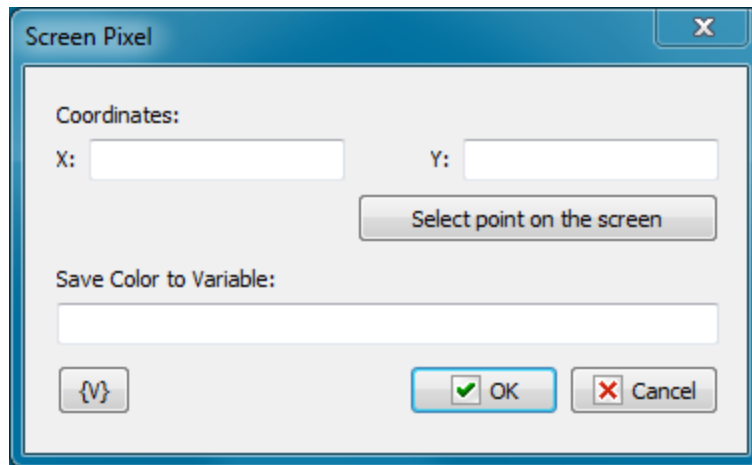 Screen Pixel
Coordinates:
X: Y:
Select point on the screen
Save Color to Variable:
{V} OK Cancel